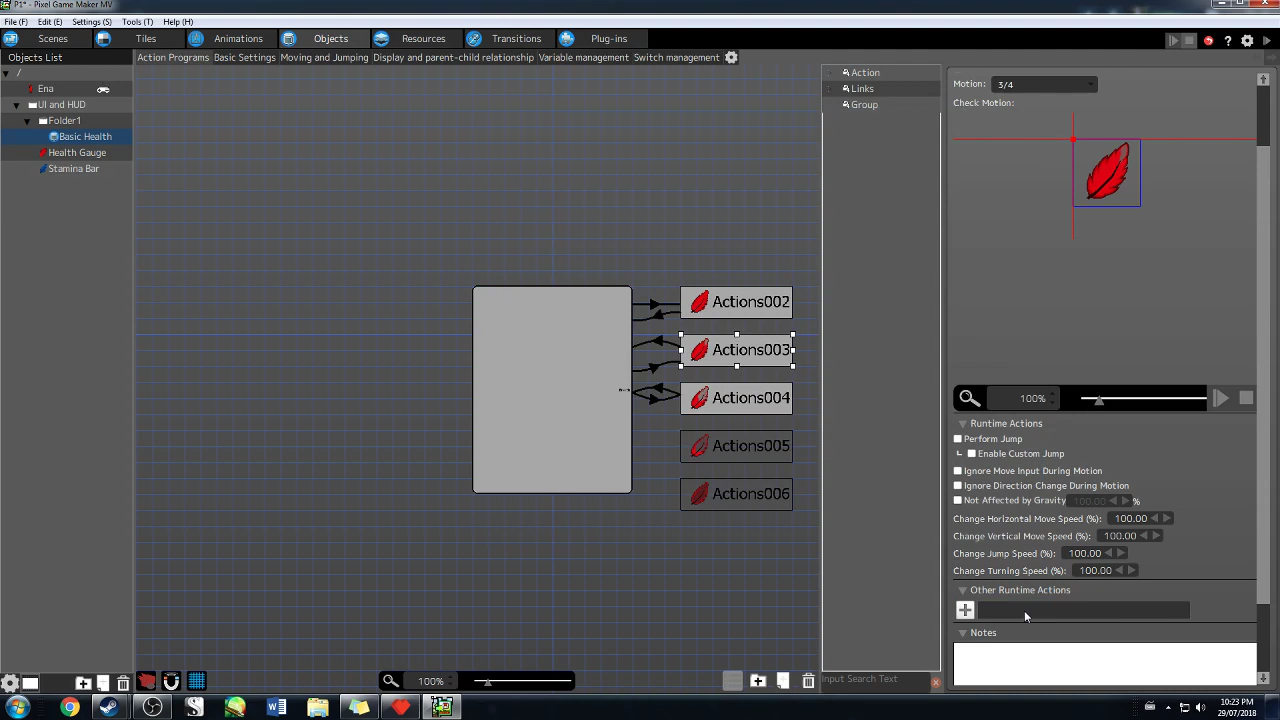 P1* - Pixel Game Maker MV
File (F) Edit (E) Settings (S) Tools (T) Help (H)
Scenes Tiles Animations Objects Resources Transitions Plug-ins
Objects List
Action Programs Basic Settings Moving and Jumping Display and parent-child relationship Variable management Switch management
/
Ena
UI and HUD
Folder1
Basic Health
Health Gauge
Stamina Bar
Actions002
Actions003
Actions004
Actions005
Actions006
100%
Action
Links
Group
Input Search Text
Motion: 3/4
Check Motion:
100%
Runtime Actions
Perform Jump
Enable Custom Jump
Ignore Move Input During Motion
Ignore Direction Change During Motion
Not Affected by Gravity 100.00 %
Change Horizontal Move Speed (%): 100.00
Change Vertical Move Speed (%): 100.00
Change Jump Speed (%): 100.00
Change Turning Speed (%): 100.00
Other Runtime Actions
Notes
10:23 PM
29/07/2018